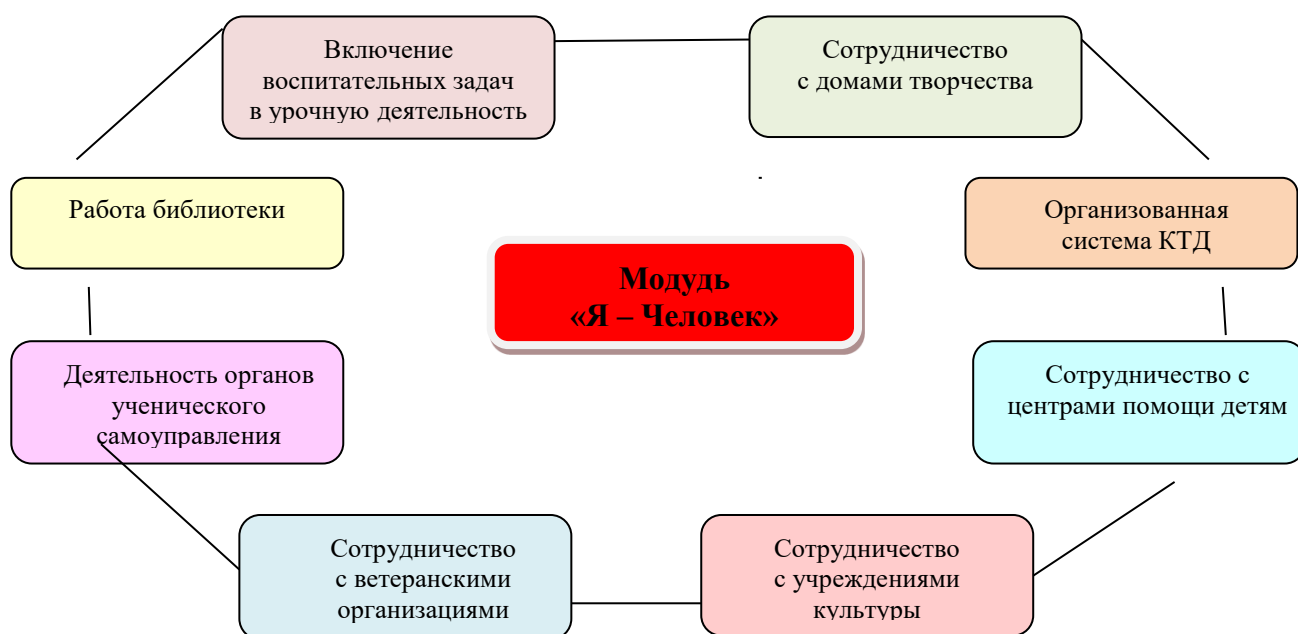 Включение
воспитательных задач
в урочную деятельность
Сотрудничество
с домами творчества
Работа библиотеки
Организованная
система КТД
Модудь
«Я – Человек»
Деятельность органов
ученического
самоуправления
Сотрудничество с
центрами помощи детям
Сотрудничество
с ветеранскими
организациями
Сотрудничество
с учреждениями
культуры